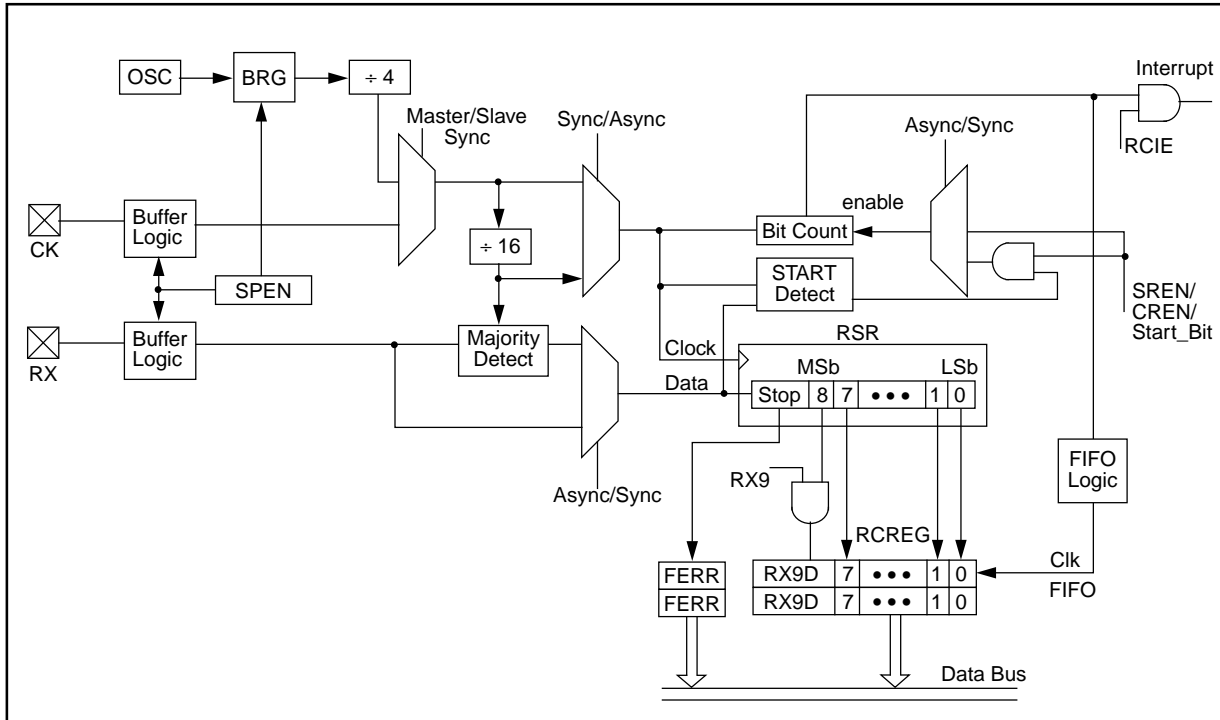 OSC
BRG
÷ 4
Master/Slave
Sync
Sync/Async
Async/Sync
Interrupt
RCIE
CK
Buffer
Logic
÷ 16
Bit Count
enable
START
Detect
SREN/
CREN/
Start_Bit
SPEN
RX
Buffer
Logic
Majority
Detect
Clock
Data
RSR
MSb
LSb
Stop 8 7 ••• 1 0
Async/Sync
RX9
FIFO
Logic
RCREG
Clk
FIFO
FERR
FERR
RX9D 7 ••• 1 0
RX9D 7 ••• 1 0
Data Bus